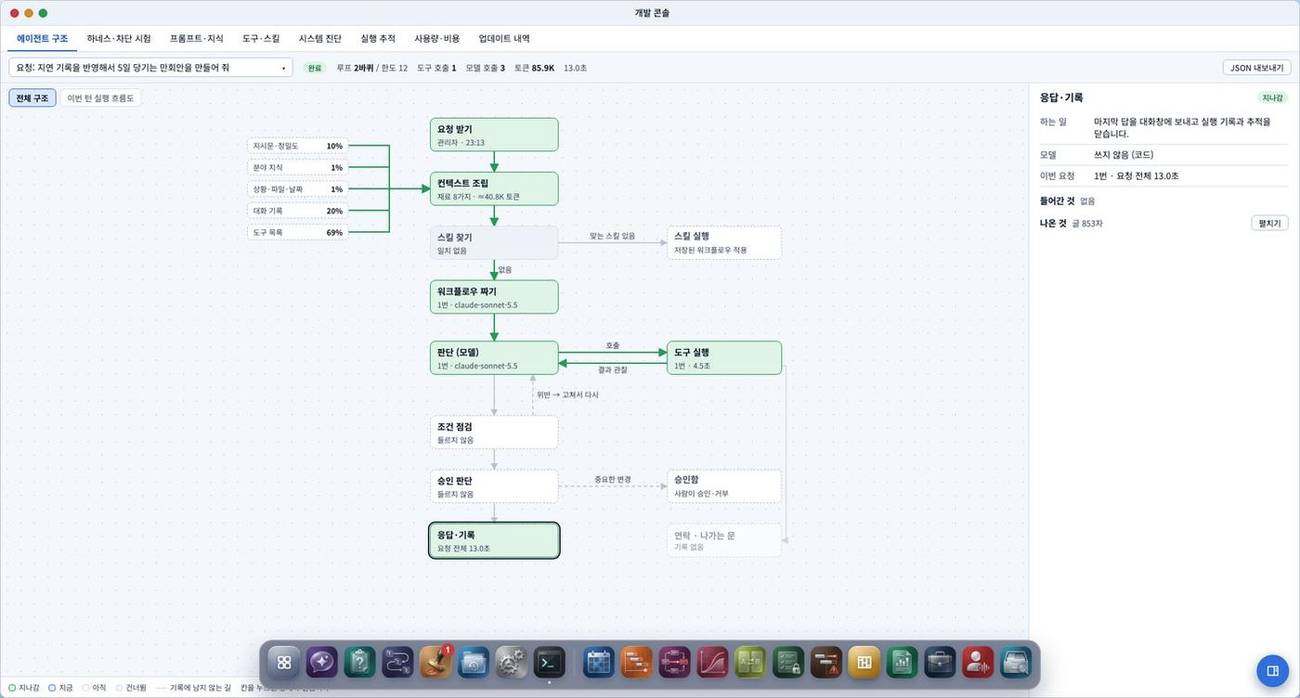 개발 콘솔
에이전트 구조 하네스·차단 시험 프롬프트·지식 도구·스킬 시스템 진단 실행 추적 사용량·비용 업데이트 내역
요청: 지연 기록을 반영해서 5일 당기는 만회안을 만들어 줘 완료 루프 2바퀴 / 한도 12 도구 호출 1 모델 호출 3 토큰 85.9K 13.0초 JSON 내보내기
전체 구조 이번 턴 실행 흐름도
지시문·정밀도 10%
분야 지식 1%
상황·파일·날짜 1%
대화 기록 20%
도구 목록 69%
요청 받기
관리자 · 23:13
컨텍스트 조립
재료 8가지 · ≈40.8K 토큰
스킬 찾기
일치 없음
맞는 스킬 있음
스킬 실행
저장된 워크플로우 적용
없음
워크플로우 짜기
1번 · claude-sonnet-5.5
판단 (모델)
1번 · claude-sonnet-5.5
호출
결과 관찰
도구 실행
1번 · 4.5초
위반 → 고쳐서 다시
조건 점검
들르지 않음
승인 판단
들르지 않음
중요한 변경
승인함
사람이 승인·거부
응답·기록
요청 전체 13.0초
연락 · 나가는 문
기록 없음
응답·기록 지나감
하는 일 마지막 답을 대화창에 보내고 실행 기록과 추적을
닫습니다.
모델 쓰지 않음 (코드)
이번 요청 1번 · 요청 전체 13.0초
들어간 것 없음
나온 것 글 853자 펼치기
1
지나감 지금 아직 건너뜀 기록에 남지 않는 길 칸을